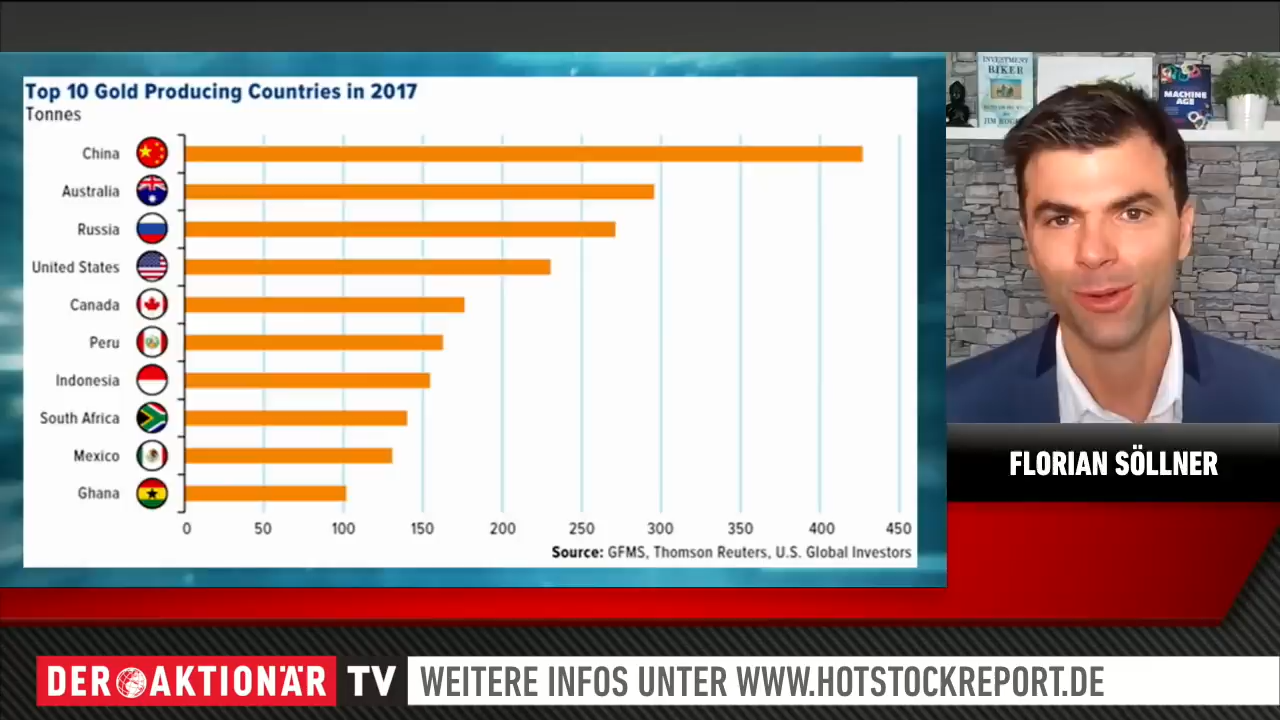 Top 10 Gold Producing Countries in 2017
Tonnes
China
Australia
Russia
United States
Canada
Peru
Indonesia
South Africa
Mexico
Ghana
0 50 100 150 200 250 300 350 400 450
Source: GFMS, Thomson Reuters, U.S. Global Investors
INVESTMENT
BIKER
MACHINE
AGE
FLORIAN SÖLLNER
DER AKTIONÄR TV
WEITERE INFOS UNTER WWW.HOTSTOCKREPORT.DE